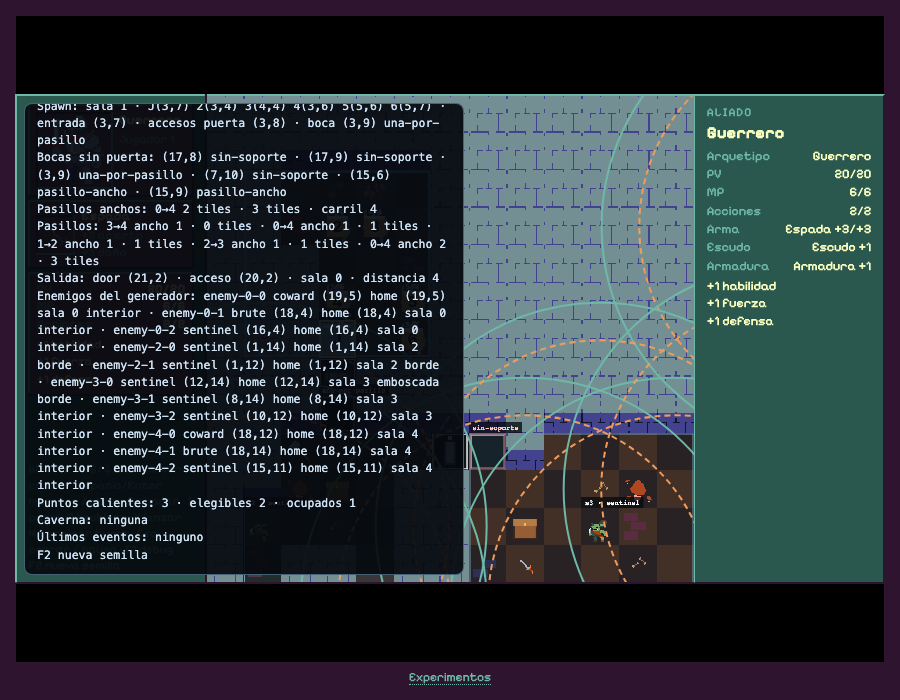 Spawn: sala 1 · J(3,7) 2(3,4) 3(4,4) 4(3,6) 5(5,6) 6(5,7) ·
entrada (3,7) · accesos puerta (3,8) · boca (3,9) una-por-
pasillo
Bocas sin puerta: (17,8) sin-soporte · (17,9) sin-soporte ·
(3,9) una-por-pasillo · (7,10) sin-soporte · (15,6)
pasillo-ancho · (15,9) pasillo-ancho
Pasillos anchos: 0→4 2 tiles · 3 tiles · carril 4
Pasillos: 3→4 ancho 1 · 0 tiles · 0→4 ancho 1 · 1 tiles ·
1→2 ancho 1 · 1 tiles · 2→3 ancho 1 · 1 tiles · 0→4 ancho 2
· 3 tiles
Salida: door (21,2) · acceso (20,2) · sala 0 · distancia 4
Enemigos del generador: enemy-0-0 coward (19,5) home (19,5)
sala 0 interior · enemy-0-1 brute (18,4) home (18,4) sala 0
interior · enemy-0-2 sentinel (16,4) home (16,4) sala 0
interior · enemy-2-0 sentinel (1,14) home (1,14) sala 2
borde · enemy-2-1 sentinel (1,12) home (1,12) sala 2 borde
· enemy-3-0 sentinel (12,14) home (12,14) sala 3 emboscada
borde · enemy-3-1 sentinel (8,14) home (8,14) sala 3
interior · enemy-3-2 sentinel (10,12) home (10,12) sala 3
interior · enemy-4-0 coward (18,12) home (18,12) sala 4
interior · enemy-4-1 brute (18,14) home (18,14) sala 4
interior · enemy-4-2 sentinel (15,11) home (15,11) sala 4
interior
Puntos calientes: 3 · elegibles 2 · ocupados 1
Caverna: ninguna
Últimos eventos: ninguno
F2 nueva semilla
sin-soporte
s3 · sentinel
ALIADO
Guerrero
Arquetipo Guerrero
PV 20/20
MP 6/6
Acciones 2/2
Arma Espada +3/+3
Escudo Escudo +1
Armadura Armadura +1
+1 habilidad
+1 fuerza
+1 defensa
Experimentos